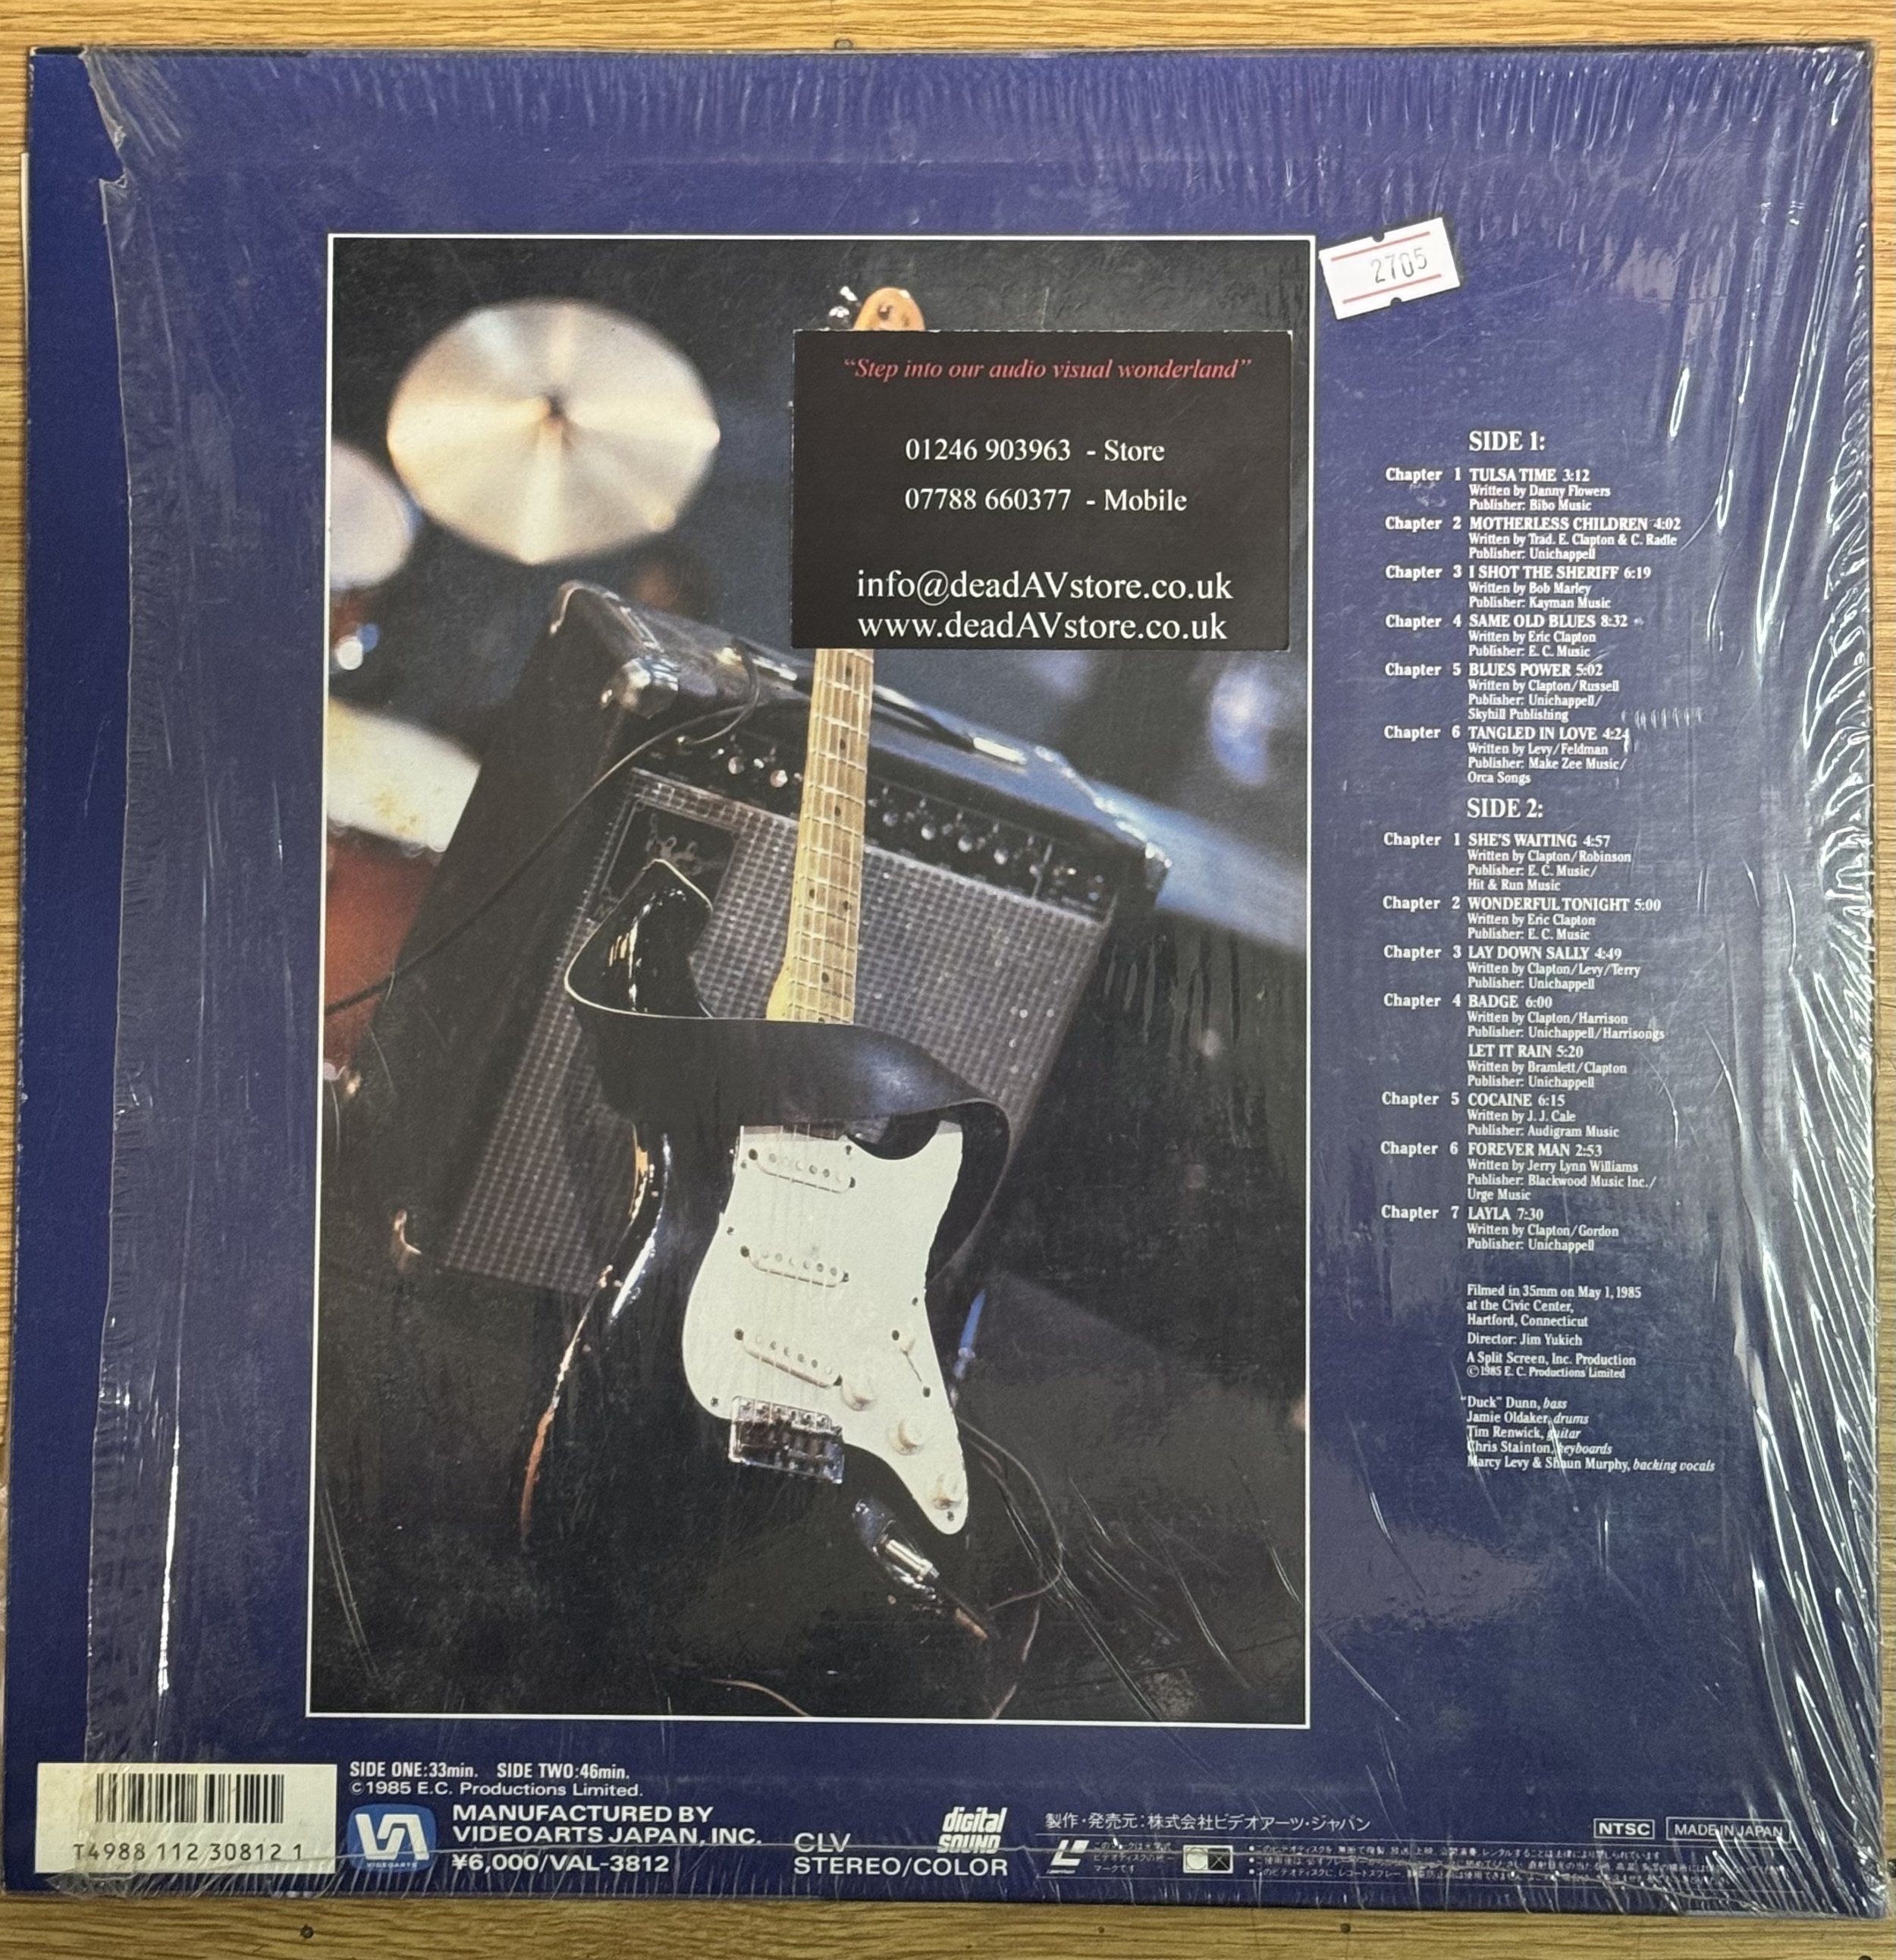 2705
“Step into our audio visual wonderland”
01246 903963 - Store
07788 660377 - Mobile
info@deadAVstore.co.uk
www.deadAVstore.co.uk
SIDE 1:
Chapter 1 TULSA TIME 3:12
Written by Danny Flowers
Publisher: Bibo Music
Chapter 2 MOTHERLESS CHILDREN 4:02
Written by Trad. E. Clapton & C. Radle
Publisher: Unichappell
Chapter 3 I SHOT THE SHERIFF 6:19
Written by Bob Marley
Publisher: Kayman Music
Chapter 4 SAME OLD BLUES 8:32
Written by Eric Clapton
Publisher: E. C. Music
Chapter 5 BLUES POWER 5:02
Written by Clapton/Russell
Publisher: Unichappell/
Skyhill Publishing
Chapter 6 TANGLED IN LOVE 4:24
Written by Levy/Feldman
Publisher: Make Zee Music/
Orca Songs
SIDE 2:
Chapter 1 SHE'S WAITING 4:57
Written by Clapton/Robinson
Publisher: E. C. Music/
Hit & Run Music
Chapter 2 WONDERFUL TONIGHT 5:00
Written by Eric Clapton
Publisher: E. C. Music
Chapter 3 LAY DOWN SALLY 4:49
Written by Clapton/Levy/Terry
Publisher: Unichappell
Chapter 4 BADGE 6:00
Written by Clapton/Harrison
Publisher: Unichappell/Harrisongs
LET IT RAIN 5:20
Written by Bramlett/Clapton
Publisher: Unichappell
Chapter 5 COCAINE 6:15
Written by J. J. Cale
Publisher: Audigram Music
Chapter 6 FOREVER MAN 2:53
Written by Jerry Lynn Williams
Publisher: Blackwood Music Inc./
Urge Music
Chapter 7 LAYLA 7:30
Written by Clapton/Gordon
Publisher: Unichappell
Filmed in 35mm on May 1, 1985
at the Civic Center,
Hartford, Connecticut
Director: Jim Yukich
A Split Screen, Inc. Production
©1985 E. C. Productions Limited
"Duck" Dunn, bass
Jamie Oldaker, drums
Tim Renwick, guitar
Chris Stainton, keyboards
Marcy Levy & Shaun Murphy, backing vocals
SIDE ONE:33min. SIDE TWO:46min.
©1985 E.C. Productions Limited.
VIDEOARTS
MANUFACTURED BY
VIDEOARTS JAPAN, INC.
¥6,000/VAL-3812
T4988 112 30812 1
CLV
STEREO/COLOR
digital
SOUND
製作・発売元:株式会社ビデオアーツ・ジャパン
マークです
NTSC
MADE IN JAPAN